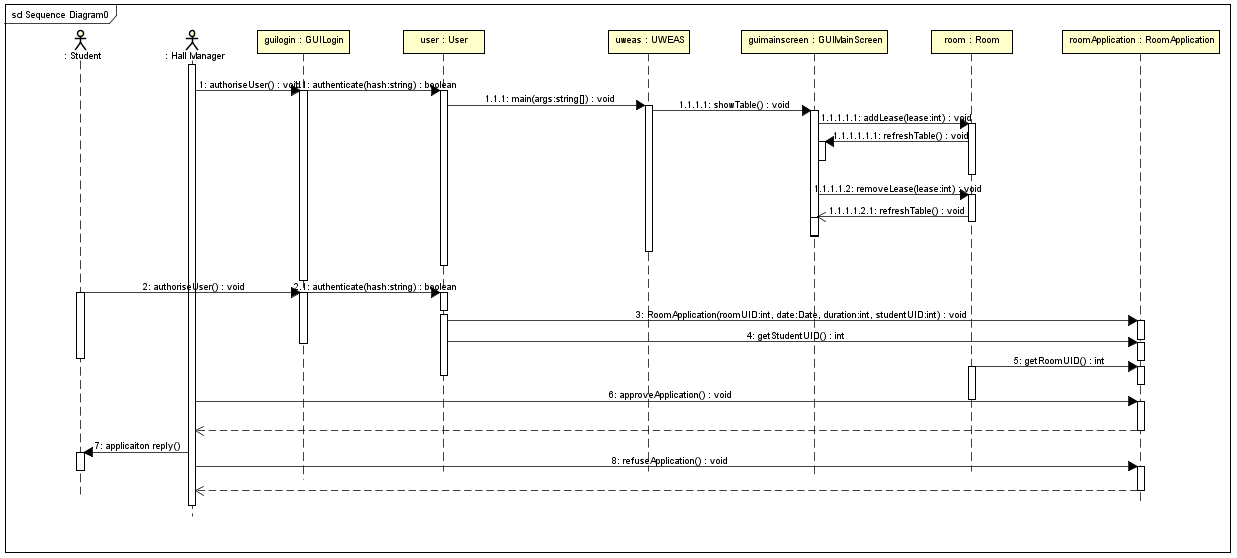 sd Sequence Diagram0
: Student
: Hall Manager
guilogin : GUILogin
user : User
uweas : UWEAS
guimainscreen : GUIMainScreen
room : Room
roomApplication : RoomApplication
1: authoriseUser() : void
1.1: authenticate(hash:string) : boolean
1.1.1: main(args:string[]) : void
1.1.1.1: showTable() : void
1.1.1.1.1: addLease(lease:int) : void
1.1.1.1.1.1: refreshTable() : void
1.1.1.1.2: removeLease(lease:int) : void
1.1.1.1.2.1: refreshTable() : void
2: authoriseUser() : void
2.1: authenticate(hash:string) : boolean
3: RoomApplication(roomUID:int, date:Date, duration:int, studentUID:int) : void
4: getStudentUID() : int
5: getRoomUID() : int
6: approveApplication() : void
7: applicaiton reply()
8: refuseApplication() : void